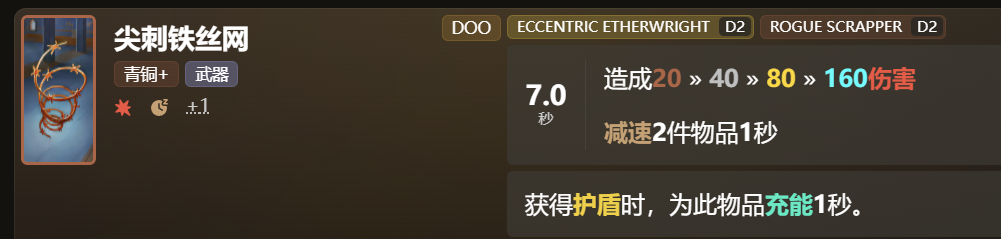 尖刺铁丝网
青铜+ 武器
+1
DOO
ECCENTRIC ETHERWRIGHT D2 ROGUE SCRAPPER D2
7.0
秒
造成20 » 40 » 80 » 160伤害
减速2件物品1秒
获得护盾时，为此物品充能1秒。